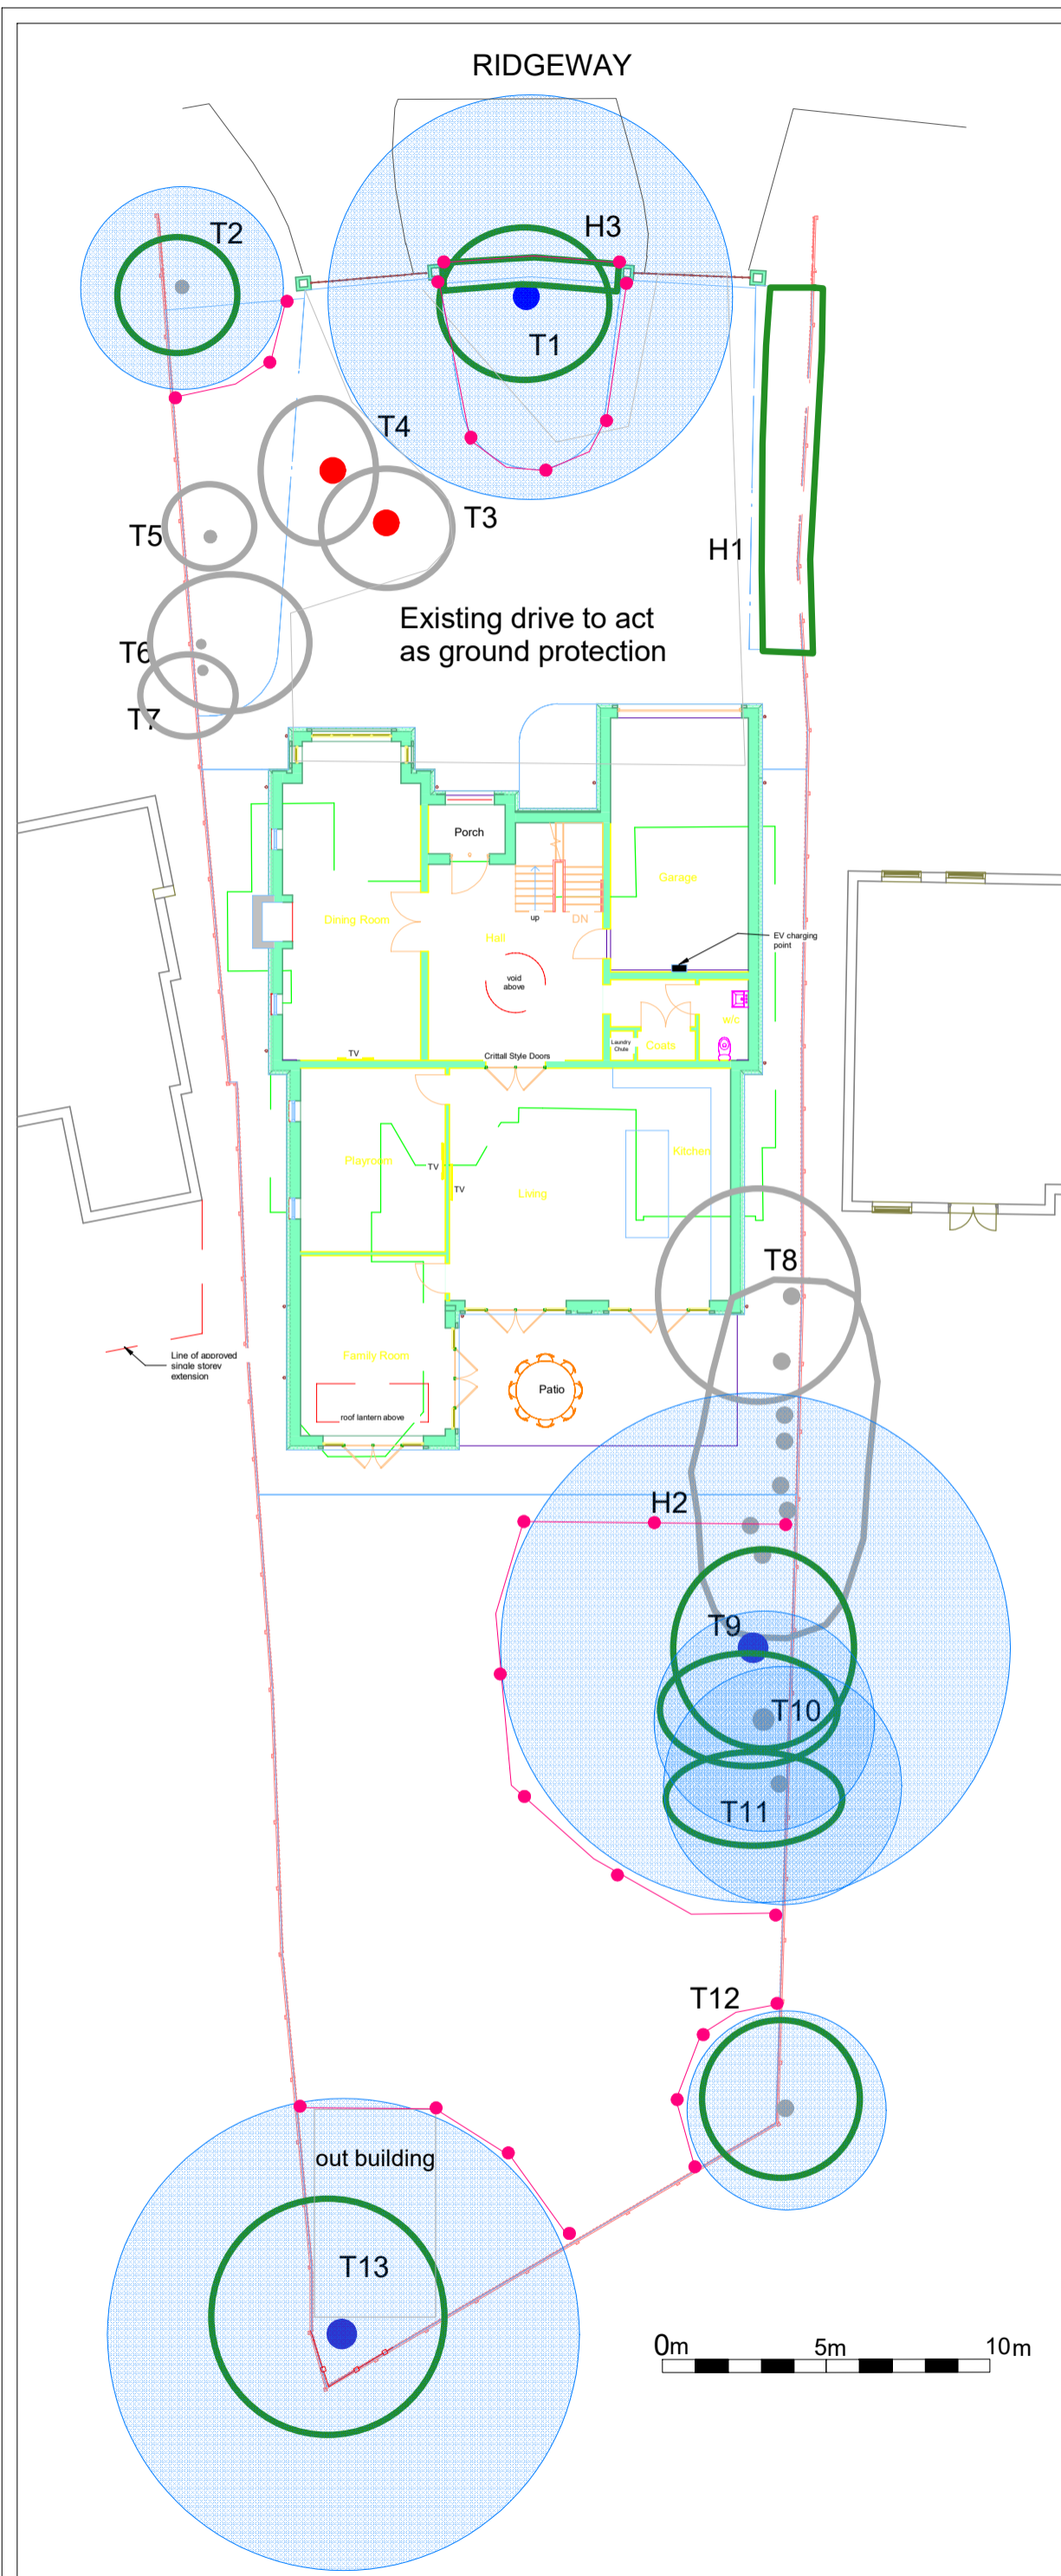 RIDGEWAY
T2
H3
T1
T4
T3
T5
H1
Existing drive to act
as ground protection
T6
T7
Porch
Garage
Dining Room
up
DN
Hall
EV charging
point
void
above
w/c
Laundry
Chute
Coats
TV
Crittall Style Doors
Playroom
TV
Kitchen
TV
Living
T8
Line of approved
single storey
extension
Family Room
Patio
roof lantern above
H2
T9
T10
T11
T12
out building
T13
0m
5m
10m